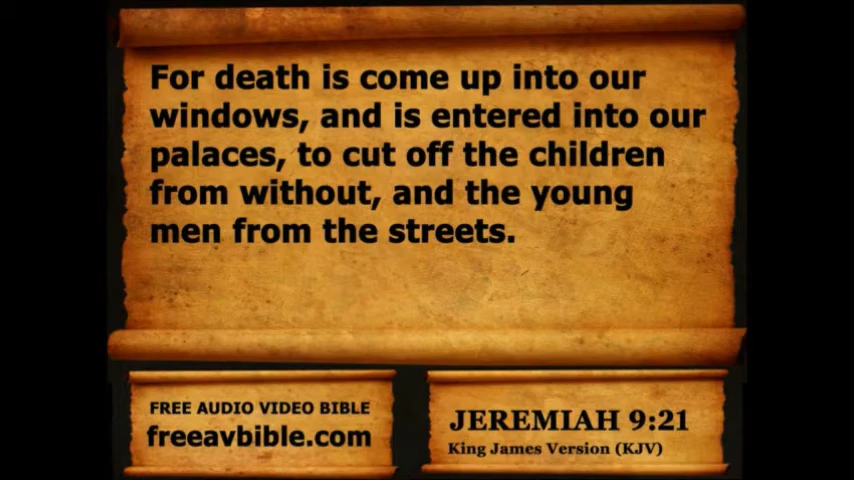 For death is come up into our
windows, and is entered into our
palaces, to cut off the children
from without, and the young
men from the streets.
FREE AUDIO VIDEO BIBLE
freeavbible.com
JEREMIAH 9:21
King James Version (KJV)